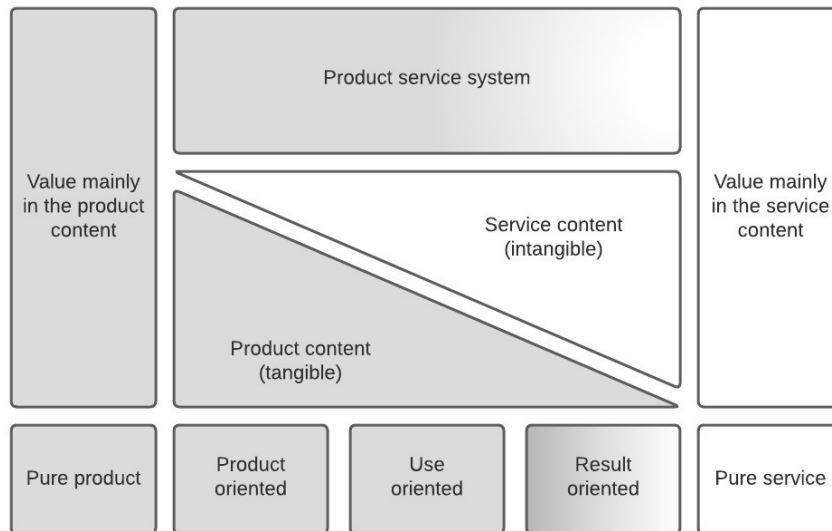 Product service system
Value mainly
in the product
content
Service content
(intangible)
Value mainly
in the service
content
Product content
(tangible)
Pure product
Product
oriented
Use
oriented
Result
oriented
Pure service